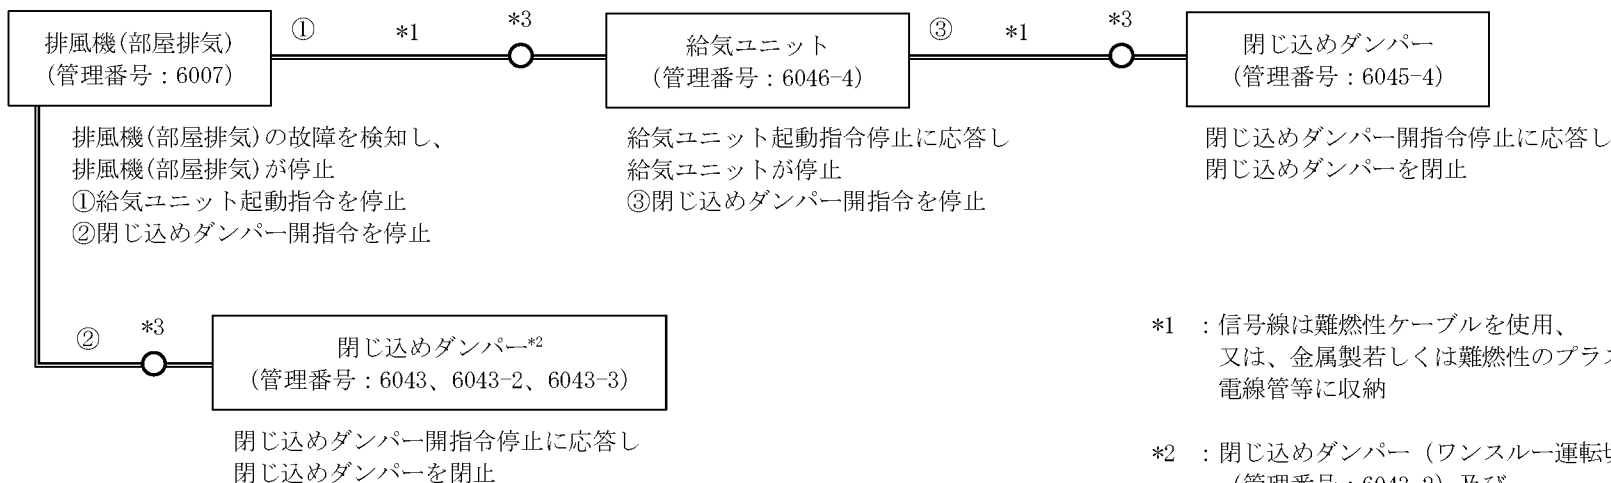 排風機(部屋排気)
(管理番号:6007)
①
*1
*3
給気ユニット
(管理番号:6046-4)
③
*1
*3
閉じ込めダンパー
(管理番号:6045-4)
排風機(部屋排気)の故障を検知し、
排風機(部屋排気)が停止
①給気ユニット起動指令を停止
②閉じ込めダンパー開指令を停止
給気ユニット起動指令停止に応答し
給気ユニットが停止
③閉じ込めダンパー開指令を停止
閉じ込めダンパー開指令停止に応答し
閉じ込めダンパーを閉止
②
*3
閉じ込めダンパー*2
(管理番号:6043、6043-2、6043-3)
閉じ込めダンパー開指令停止に応答し
閉じ込めダンパーを閉止
*1 :信号線は難燃性ケーブルを使用、
又は、金属製若しくは難燃性のプラ
電線管等に収納
*2 :閉じ込めダンパー(ワンスルー運転
(管理番号:6043-2)及び